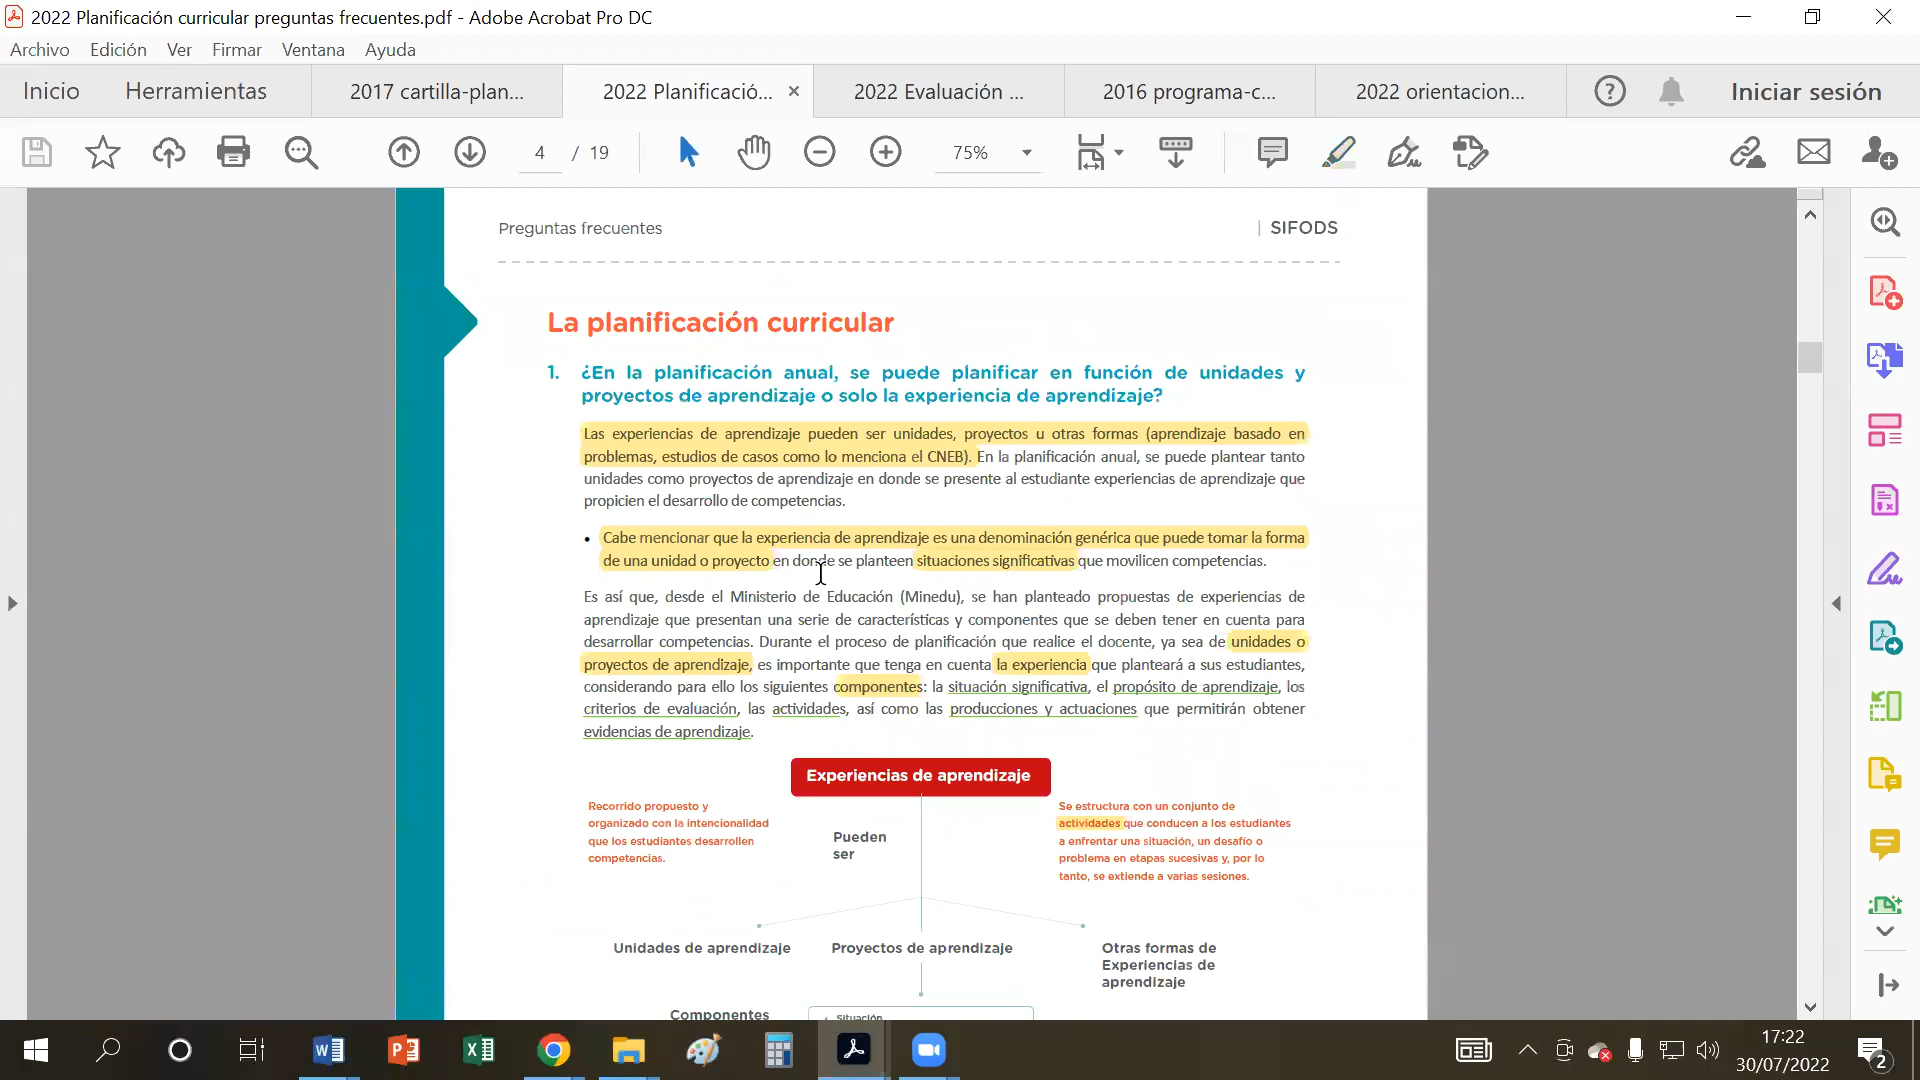 2022 Planificación curricular preguntas frecuentes.pdf - Adobe Acrobat Pro DC
Archivo Edición Ver Firmar Ventana Ayuda
Inicio Herramientas 2017 cartilla-plan... 2022 Planificació... 2022 Evaluación ... 2016 programa-c... 2022 orientacion... Iniciar sesión
4 / 19 75%
Preguntas frecuentes | SIFODS
La planificación curricular
1. ¿En la planificación anual, se puede planificar en función de unidades y
proyectos de aprendizaje o solo la experiencia de aprendizaje?
Las experiencias de aprendizaje pueden ser unidades, proyectos u otras formas (aprendizaje basado en
problemas, estudios de casos como lo menciona el CNEB). En la planificación anual, se puede plantear tanto
unidades como proyectos de aprendizaje en donde se presente al estudiante experiencias de aprendizaje que
propicien el desarrollo de competencias.
• Cabe mencionar que la experiencia de aprendizaje es una denominación genérica que puede tomar la forma
de una unidad o proyecto en donde se planteen situaciones significativas que movilicen competencias.
Es así que, desde el Ministerio de Educación (Minedu), se han planteado propuestas de experiencias de
aprendizaje que presentan una serie de características y componentes que se deben tener en cuenta para
desarrollar competencias. Durante el proceso de planificación que realice el docente, ya sea de unidades o
proyectos de aprendizaje, es importante que tenga en cuenta la experiencia que planteará a sus estudiantes,
considerando para ello los siguientes componentes: la situación significativa, el propósito de aprendizaje, los
criterios de evaluación, las actividades, así como las producciones y actuaciones que permitirán obtener
evidencias de aprendizaje.
Experiencias de aprendizaje
Recorrido propuesto y
organizado con la intencionalidad
que los estudiantes desarrollen
competencias.
Pueden
ser
Se estructura con un conjunto de
actividades que conducen a los estudiantes
a enfrentar una situación, un desafío o
problema en etapas sucesivas y, por lo
tanto, se extiende a varias sesiones.
Unidades de aprendizaje
Proyectos de aprendizaje
Otras formas de
Experiencias de
aprendizaje
Componentes
• Situación
17:22
30/07/2022
2